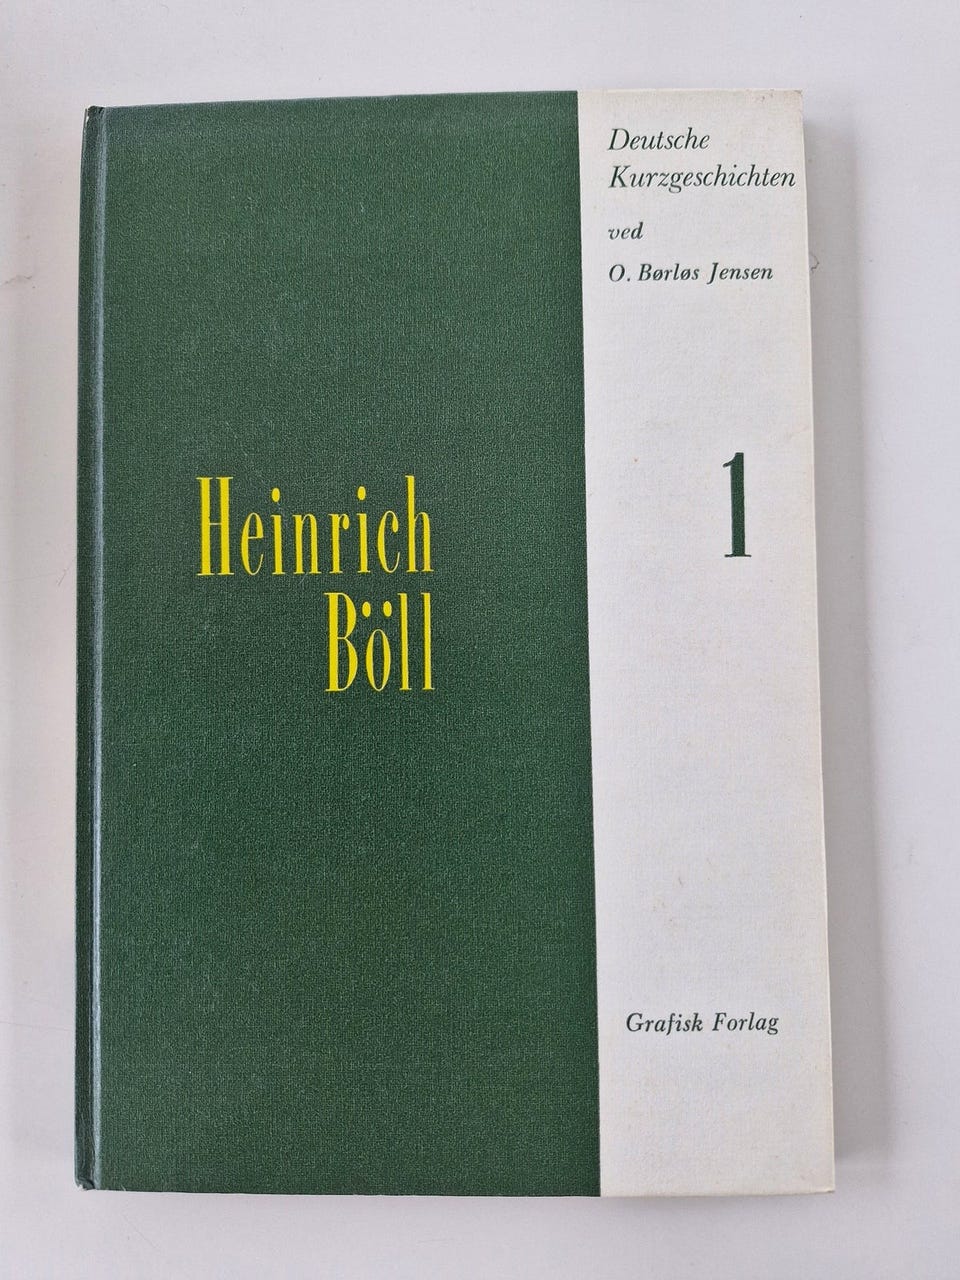 Deutsche
Kurzgeschichten
ved
O. Børløs Jensen
1
Heinrich
Böll
Grafisk Forlag